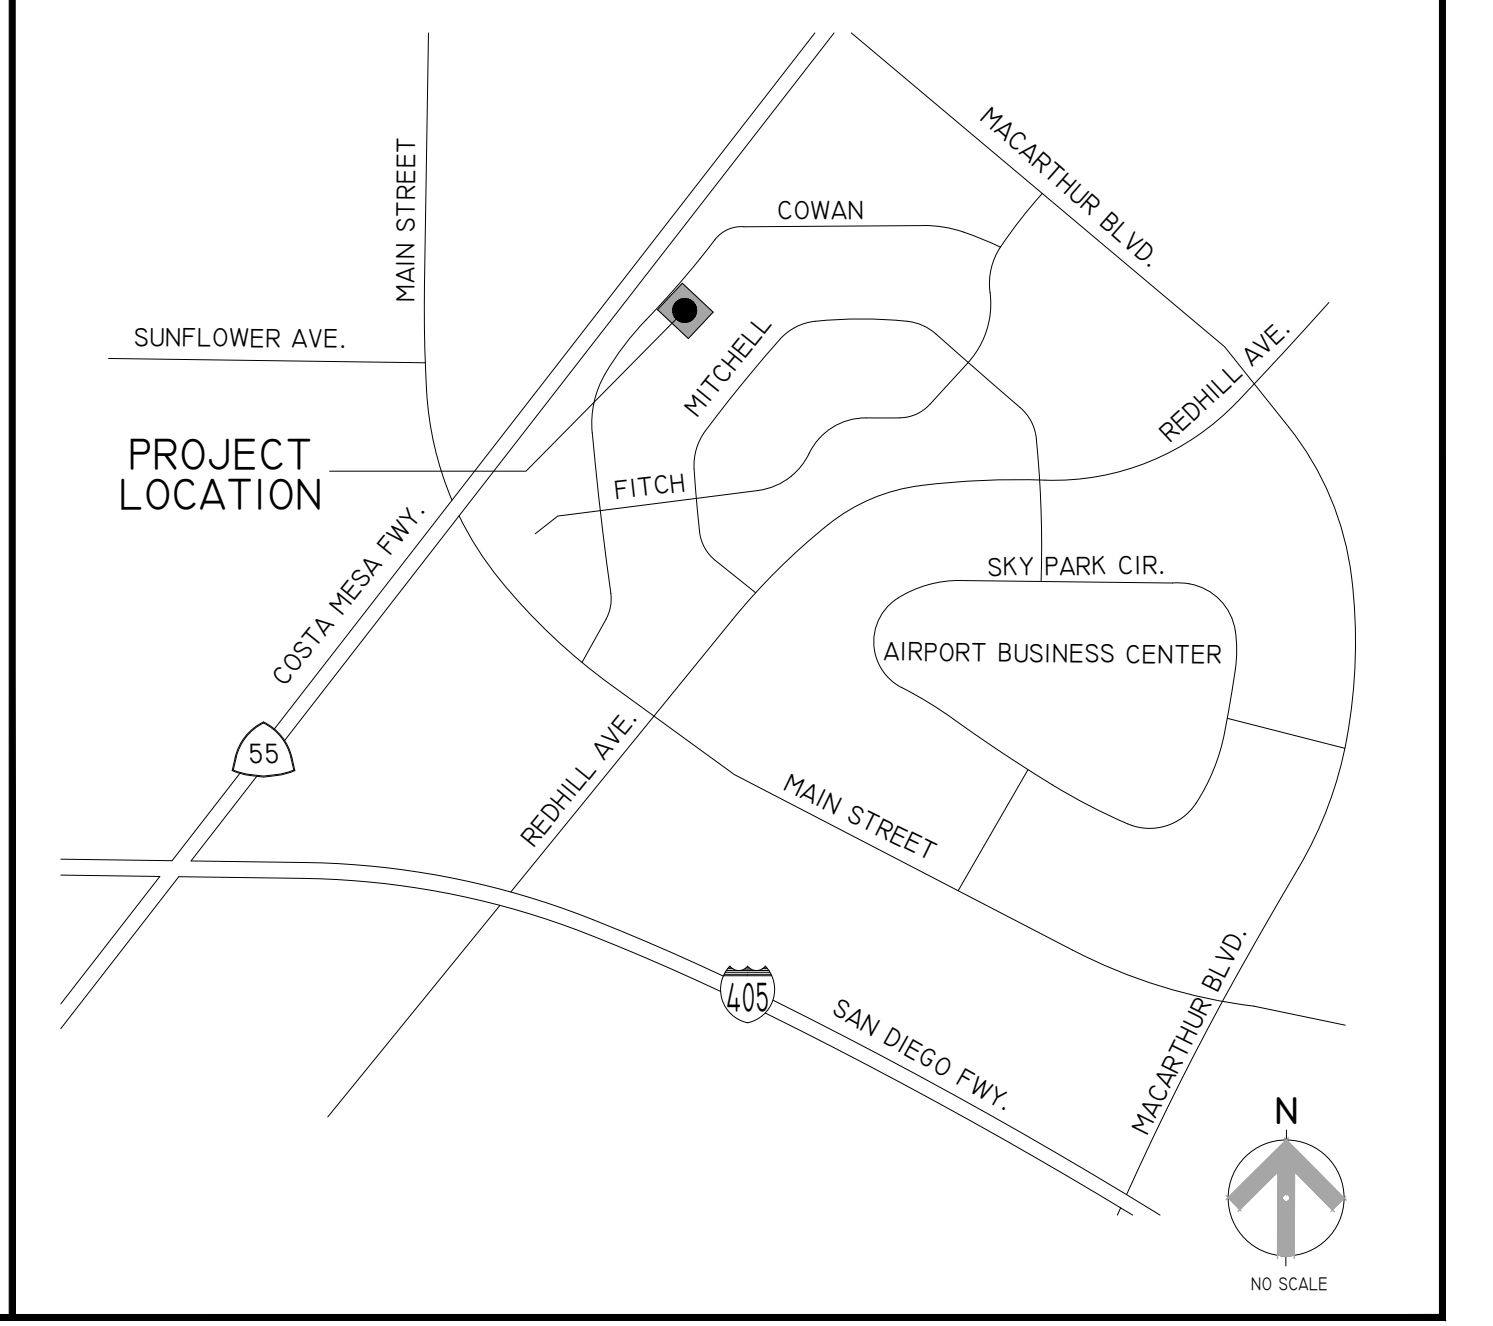 MACARTHUR BLVD.
MAIN STREET
COWAN
SUNFLOWER AVE.
MITCHELL
REDHILL AVE.
PROJECT
LOCATION
FITCH
COSTA MESA FWY.
SKY PARK CIR.
AIRPORT BUSINESS CENTER
55
REDHILL AVE.
MAIN STREET
405
SAN DIEGO FWY.
MACARTHUR BLVD.
N
NO SCALE